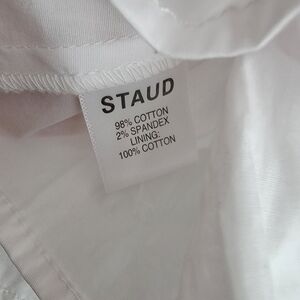 STAUD
98% COTTON
2% SPANDEX
LINING:
100% COTTON